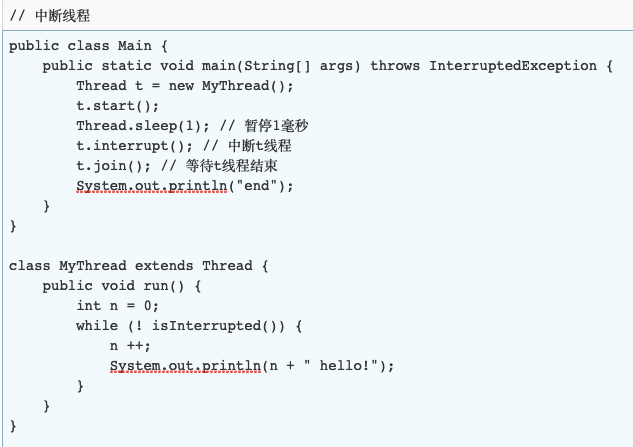 // 中断线程
public class Main {
    public static void main(String[] args) throws InterruptedException {
        Thread t = new MyThread();
        t.start();
        Thread.sleep(1); // 暂停1毫秒
        t.interrupt(); // 中断t线程
        t.join(); // 等待t线程结束
        System.out.println("end");
    }
}

class MyThread extends Thread {
    public void run() {
        int n = 0;
        while (! isInterrupted()) {
            n ++;
            System.out.println(n + " hello!");
        }
    }
}